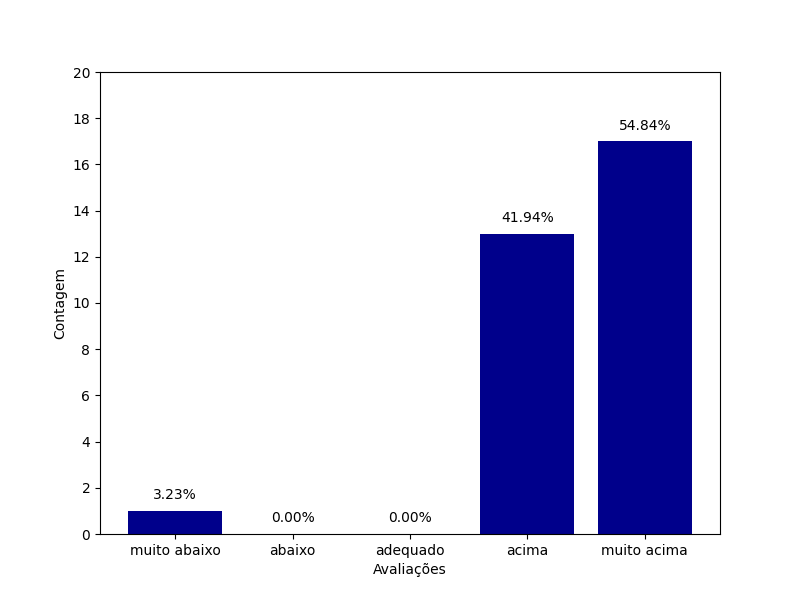 20
18
16
14
12
10
8
6
4
2
0
Contagem
3.23%
0.00%
0.00%
41.94%
54.84%
muito abaixo
abaixo
adequado
acima
muito acima
Avaliações